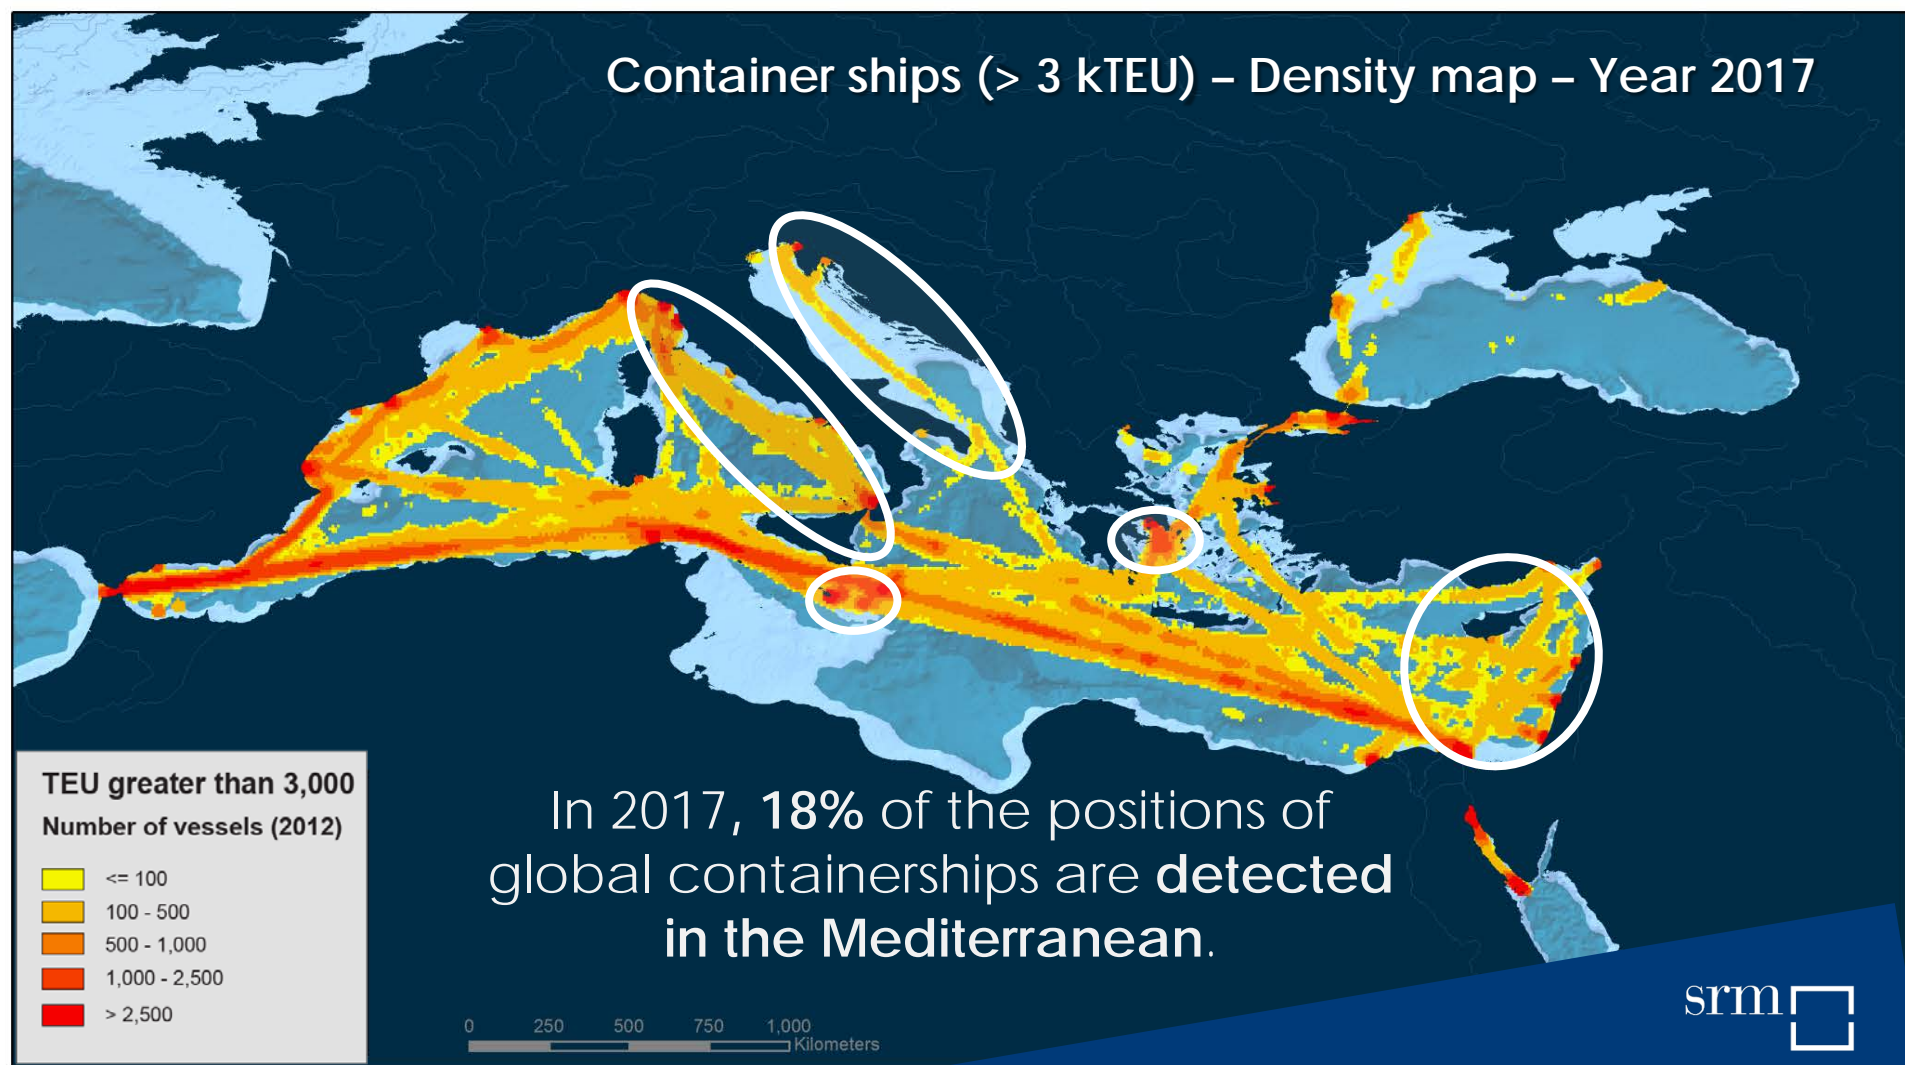 Container ships (> 3 kTEU) – Density map – Year 2017
TEU greater than 3,000
Number of vessels (2012)
<= 100
100 - 500
500 - 1,000
1,000 - 2,500
> 2,500
In 2017, 18% of the positions of
global containerships are detected
in the Mediterranean.
0 250 500 750 1,000
Kilometers
srm